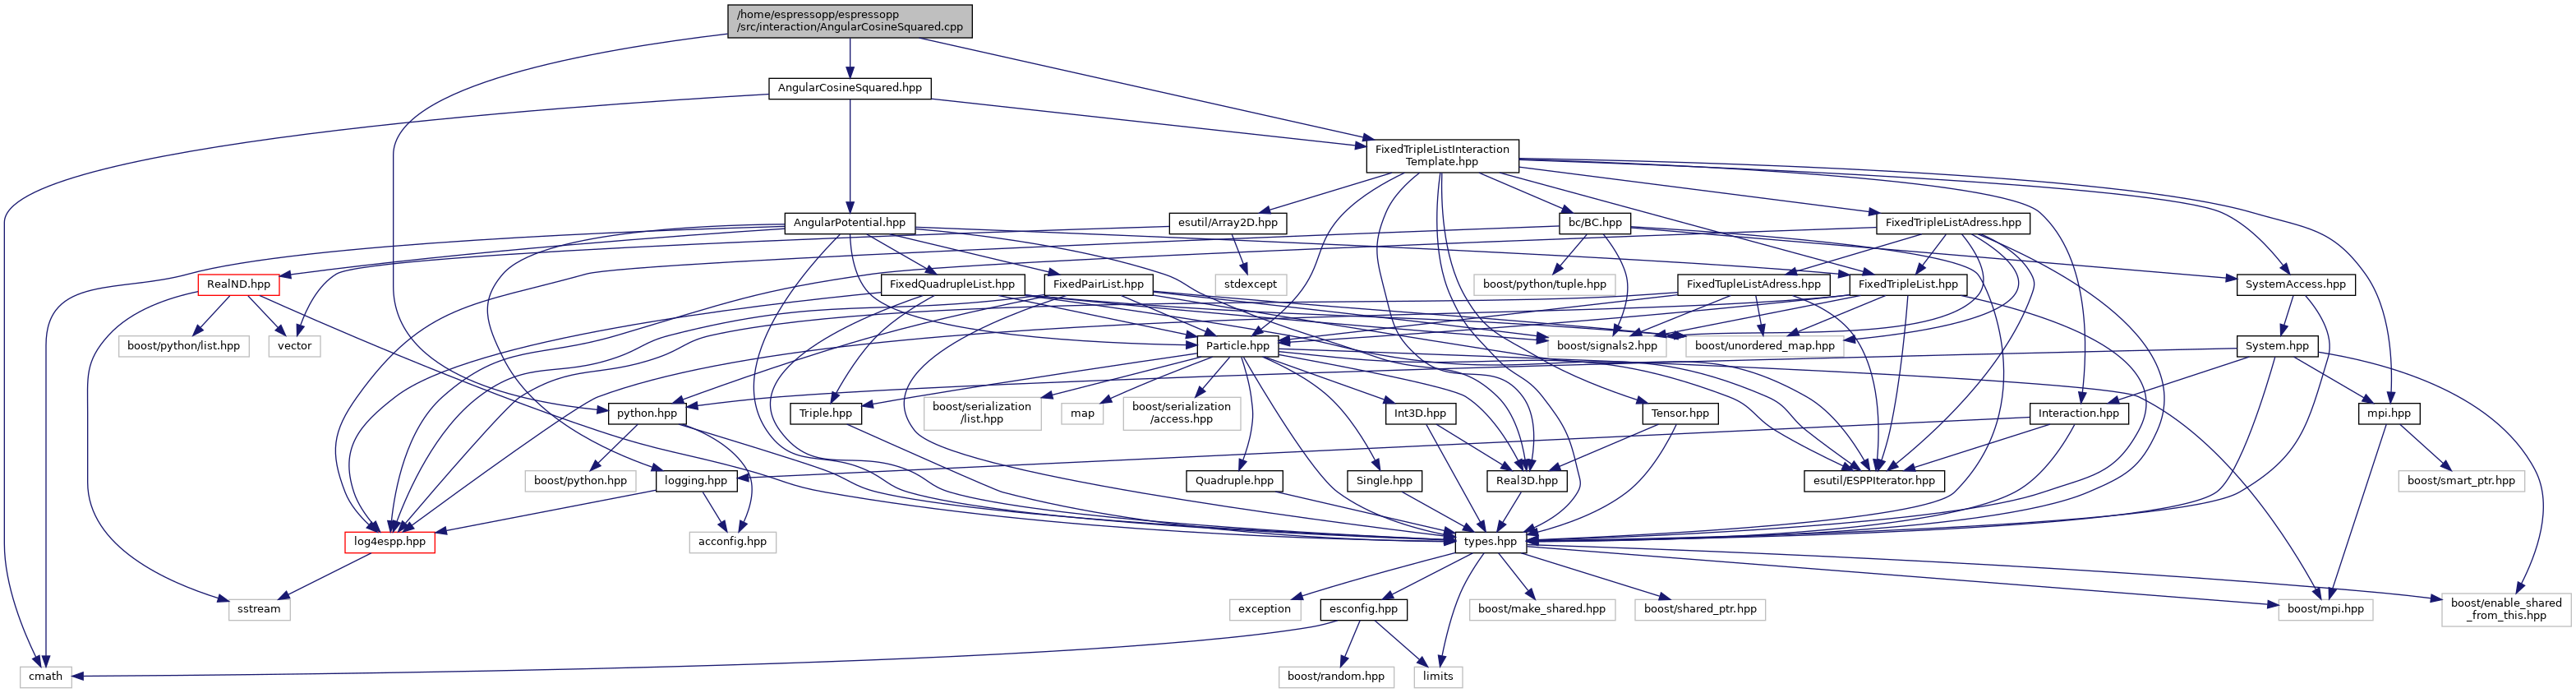 /home/espressopp/espressopp
/src/interaction/AngularCosineSquared.cpp
AngularCosineSquared.hpp
FixedTripleListInteraction
Template.hpp
AngularPotential.hpp
esutil/Array2D.hpp
bc/BC.hpp
FixedTripleListAdress.hpp
RealND.hpp
FixedQuadrupleList.hpp
FixedPairList.hpp
stdexcept
boost/python/tuple.hpp
FixedTupleListAdress.hpp
FixedTripleList.hpp
SystemAccess.hpp
boost/python/list.hpp
vector
Particle.hpp
boost/signals2.hpp
boost/unordered_map.hpp
System.hpp
python.hpp
Triple.hpp
boost/serialization
/list.hpp
map
boost/serialization
/access.hpp
Int3D.hpp
Tensor.hpp
Interaction.hpp
mpi.hpp
boost/python.hpp
logging.hpp
Quadruple.hpp
Single.hpp
Real3D.hpp
esutil/ESPPIterator.hpp
boost/smart_ptr.hpp
log4espp.hpp
acconfig.hpp
types.hpp
sstream
exception
esconfig.hpp
boost/make_shared.hpp
boost/shared_ptr.hpp
boost/mpi.hpp
boost/enable_shared
_from_this.hpp
cmath
boost/random.hpp
limits